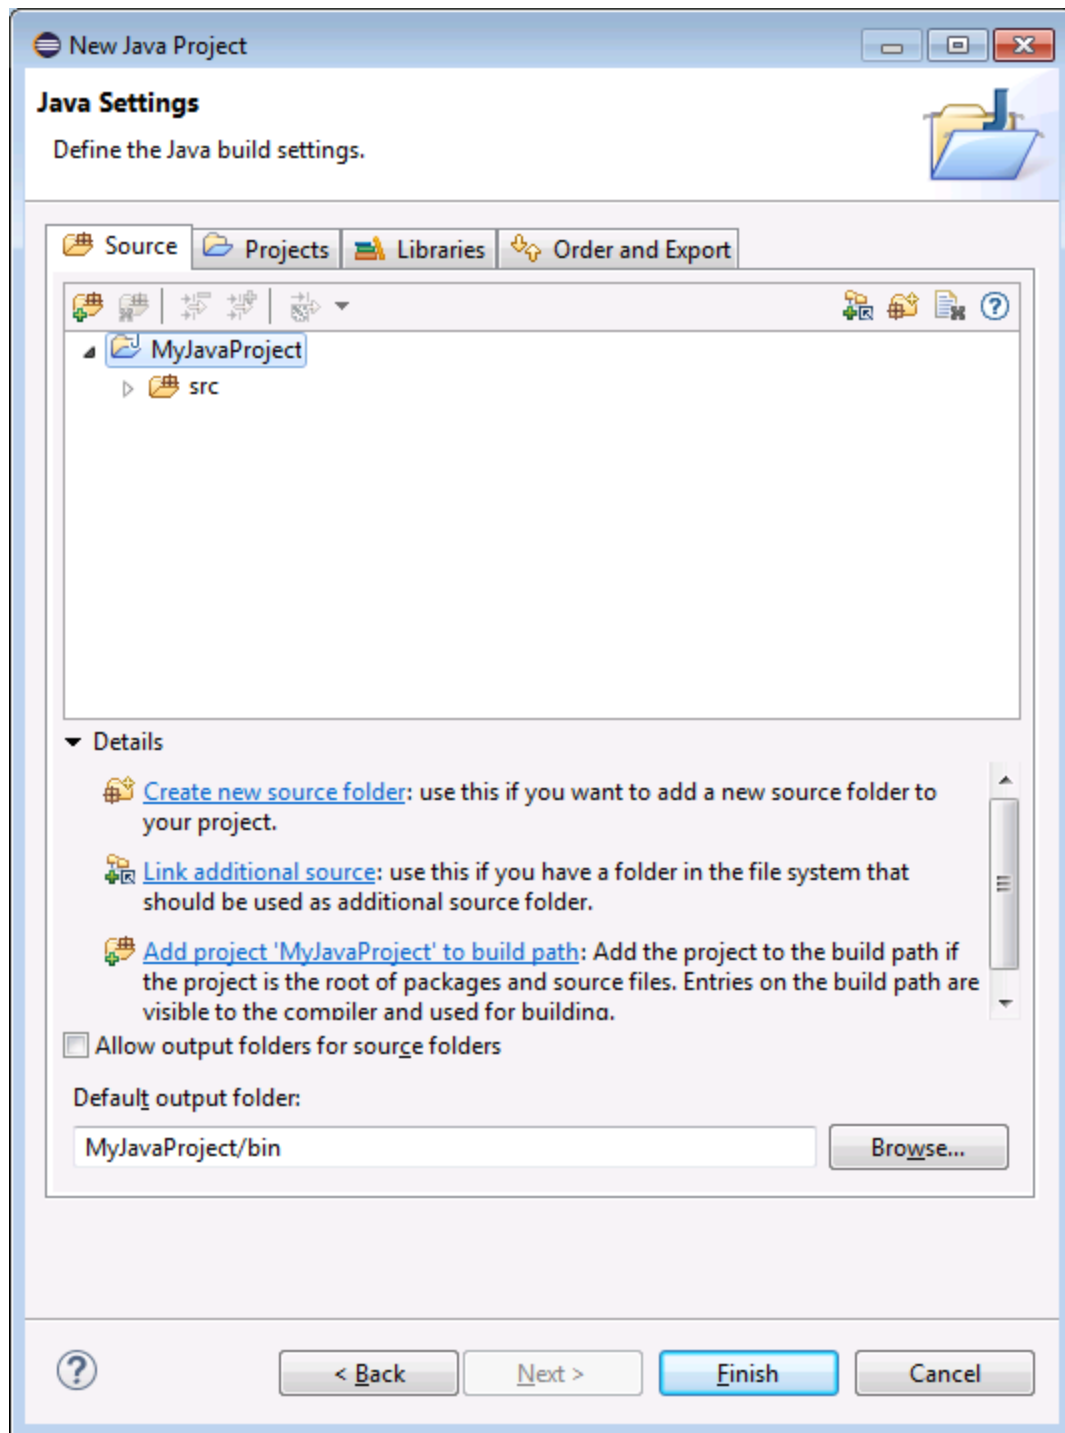 New Java Project
Java Settings
Define the Java build settings.
Source Projects Libraries Order and Export
MyJavaProject
src
Details
Create new source folder: use this if you want to add a new source folder to
your project.
Link additional source: use this if you have a folder in the file system that
should be used as additional source folder.
Add project 'MyJavaProject' to build path: Add the project to the build path if
the project is the root of packages and source files. Entries on the build path are
visible to the compiler and used for building.
Allow output folders for source folders
Default output folder:
MyJavaProject/bin Browse...
< Back Next > Finish Cancel